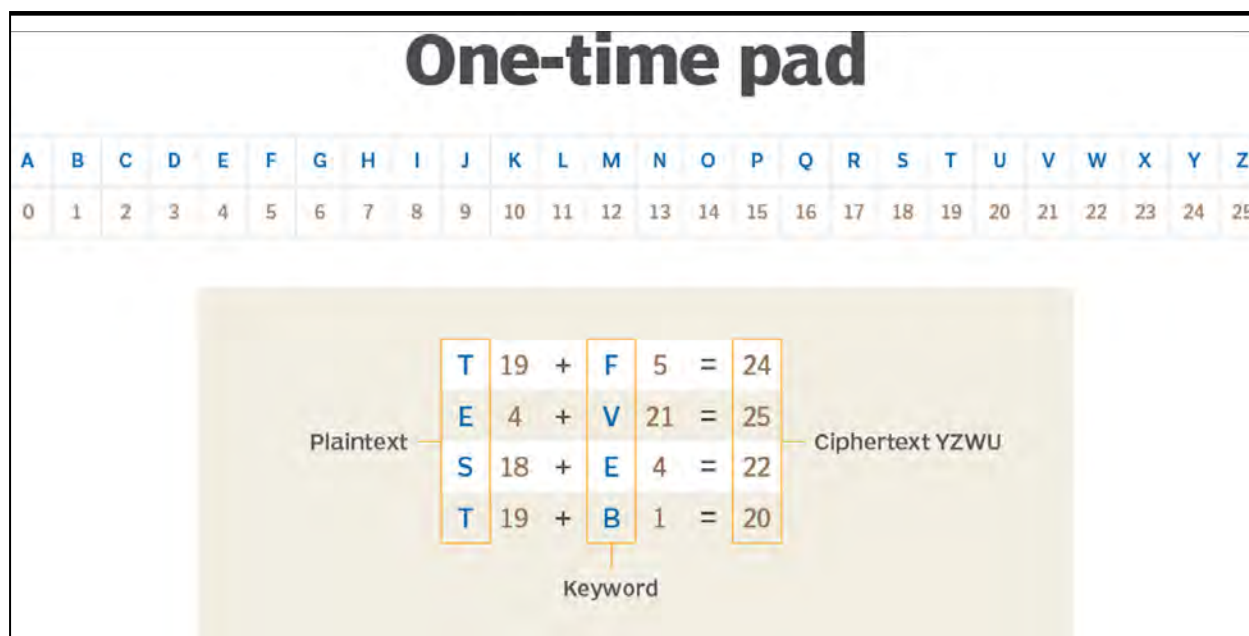 One-time pad
A B C D E F G H I J K L M N O P Q R S T U V W X Y Z
0 1 2 3 4 5 6 7 8 9 10 11 12 13 14 15 16 17 18 19 20 21 22 23 24 25
T 19 + F 5 = 24
E 4 + V 21 = 25
Plaintext
Ciphertext YZWU
S 18 + E 4 = 22
T 19 + B 1 = 20
Keyword